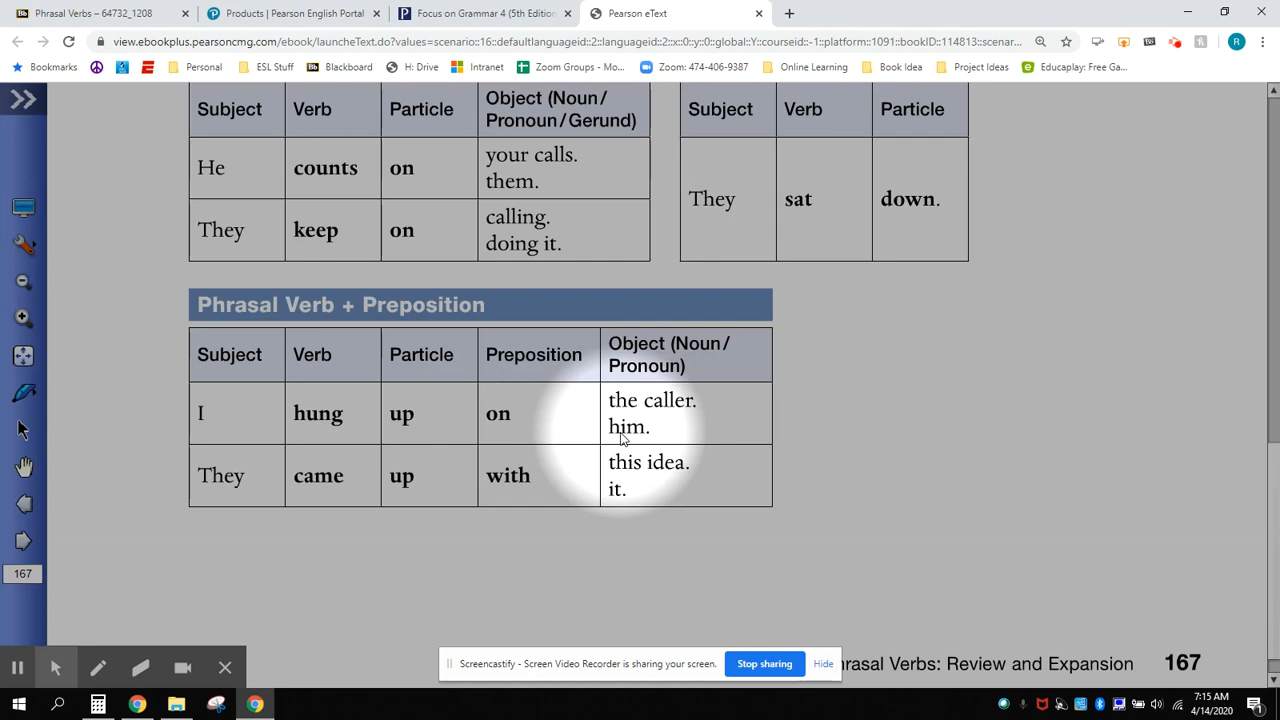 Phrasal Verbs – 64732_1208
Products | Pearson English Portal
Focus on Grammar 4 (5th Edition
Pearson eText
view.ebookplus.pearsoncmg.com/ebook/launcheText.do?values=scenario:16::defaultlanguageid:2::languageid:2::x:0::y:0::global:Y::courseid:-1::platform:1091::bookID:114813::scenar...
R
Bookmarks
Personal
ESL Stuff
Blackboard
H: Drive
Intranet
Zoom Groups - Mo...
Zoom: 474-406-9387
Online Learning
Book Idea
Project Ideas
Educaplay: Free Ga...
Subject Verb Particle Object (Noun/
Pronoun/Gerund)
He counts on your calls.
them.
They keep on calling.
doing it.
Subject Verb Particle
They sat down.
Phrasal Verb + Preposition
Subject Verb Particle Preposition Object (Noun/
Pronoun)
I hung up on the caller.
him.
They came up with this idea.
it.
167
Screencastify - Screen Video Recorder is sharing your screen.
Stop sharing
Hide
hrasal Verbs: Review and Expansion 167
7:15 AM
4/14/2020